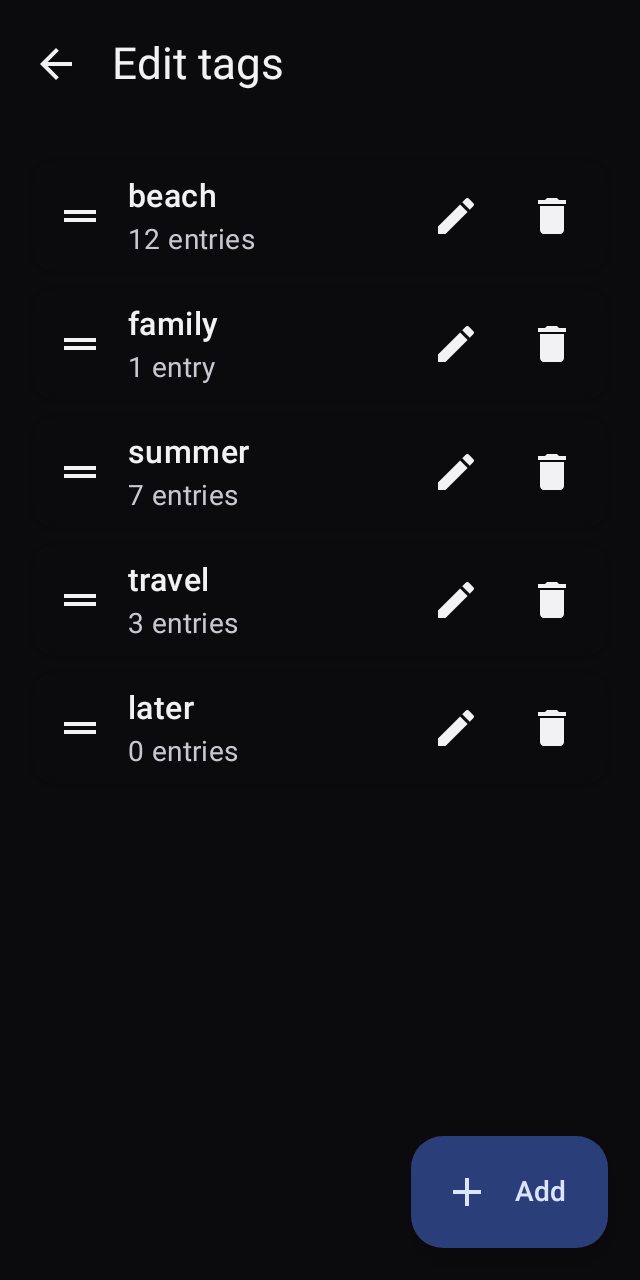 Edit tags
beach
12 entries
family
1 entry
summer
7 entries
travel
3 entries
later
0 entries
Add